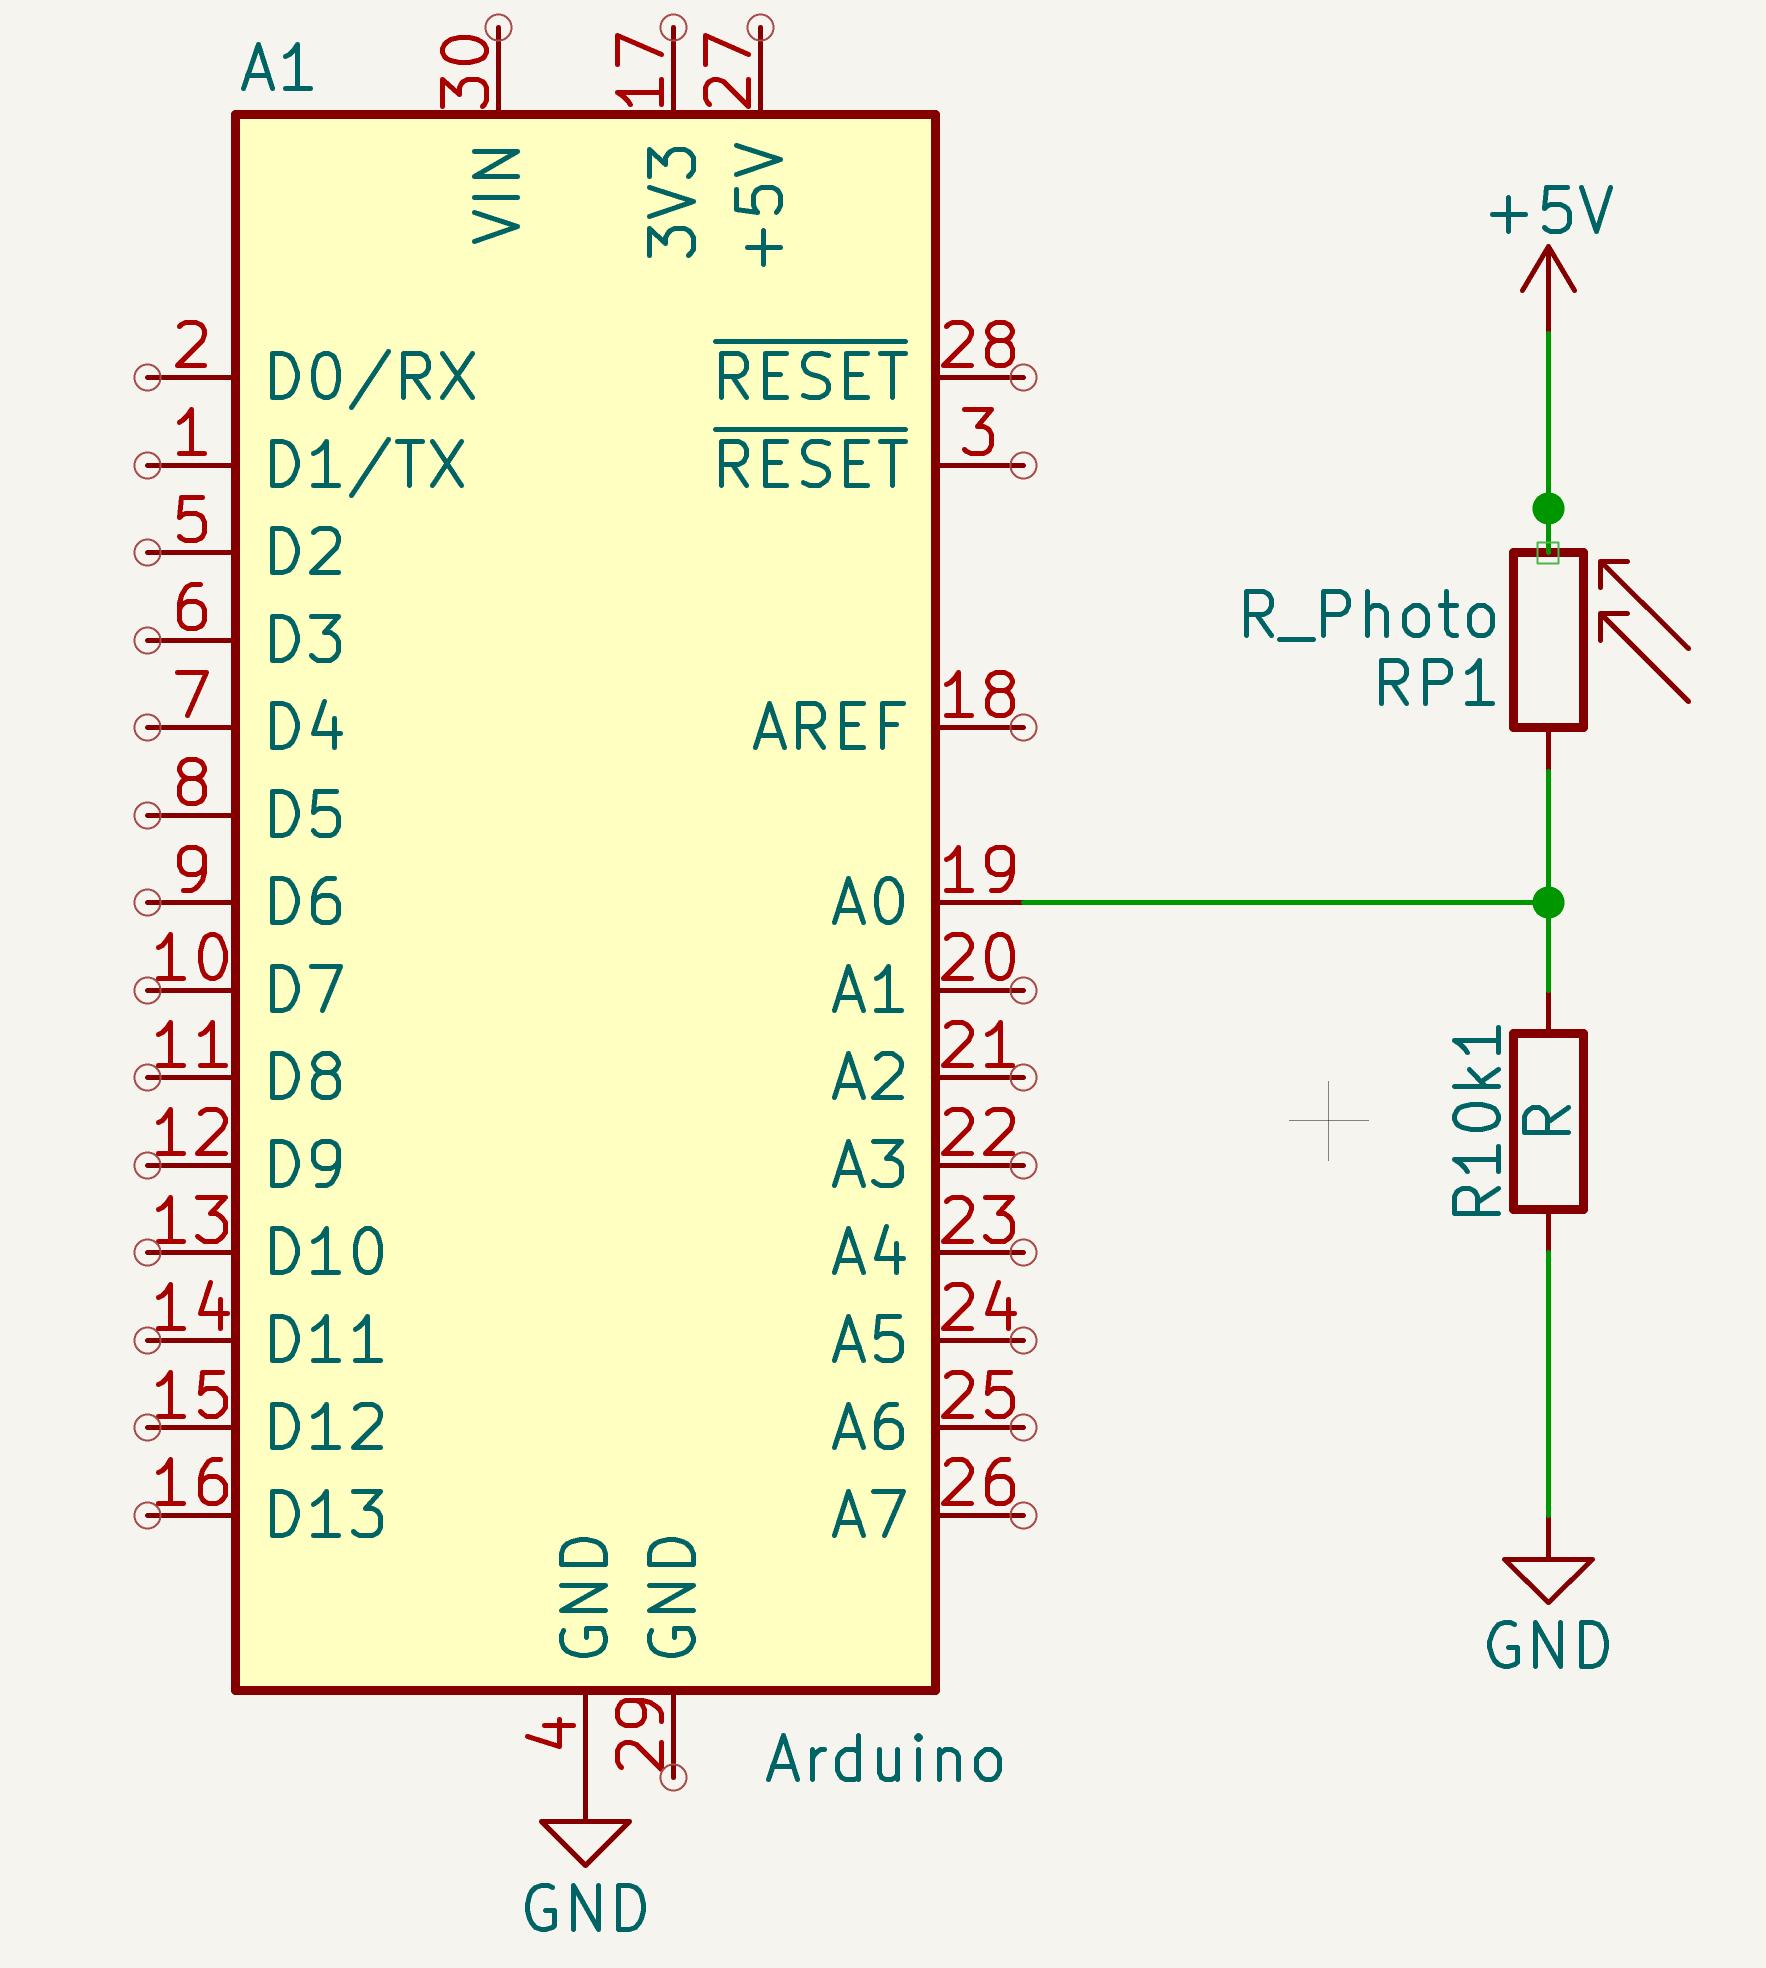 A1
30
17
27
VIN
3V3
+5V
+5V
2
D0/RX
RESET
28
1
D1/TX
RESET
3
5
D2
6
D3
R_Photo
RP1
7
D4
AREF
18
8
D5
9
D6
A0
19
10
D7
A1
20
11
D8
A2
21
12
D9
A3
22
R10k1
R
13
D10
A4
23
14
D11
A5
24
15
D12
A6
25
16
D13
A7
26
GND
GND
GND
4
29
Arduino
GND